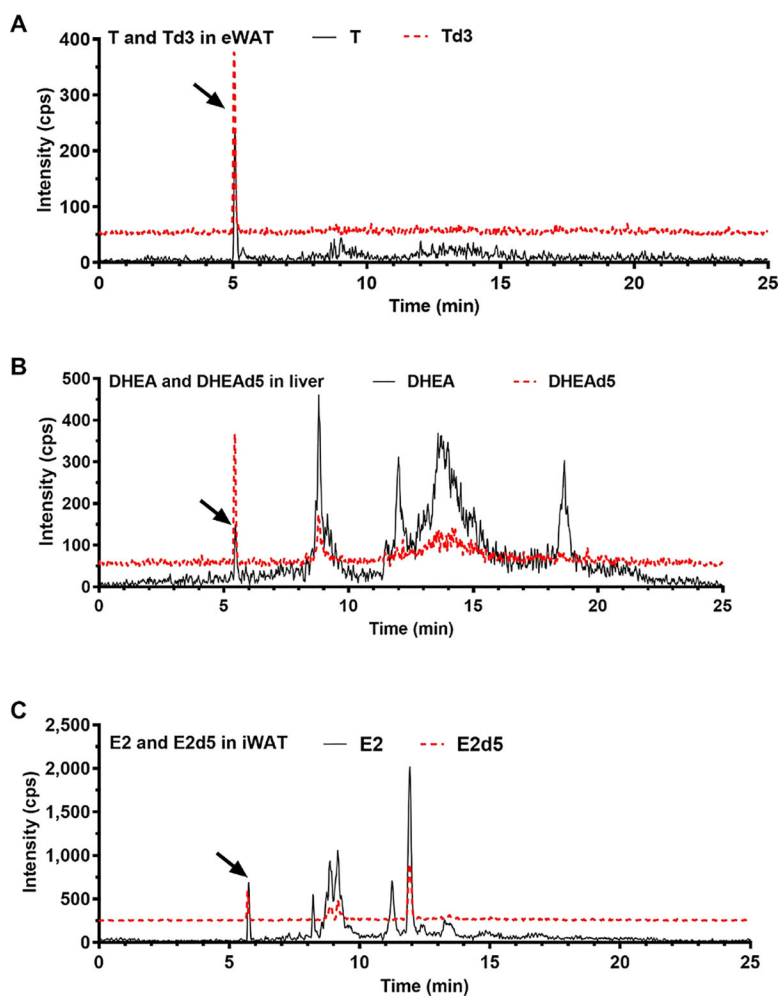 A
T and Td3 in eWAT T Td3
400
300
200
100
0
Intensity (cps)
0 5 10 15 20 25
Time (min)
B
DHEA and DHEAd5 in liver DHEA DHEAd5
500
400
300
200
100
0
Intensity (cps)
0 5 10 15 20 25
Time (min)
C
E2 and E2d5 in iWAT E2 E2d5
2,500
2,000
1,500
1,000
500
0
Intensity (cps)
0 5 10 15 20 25
Time (min)